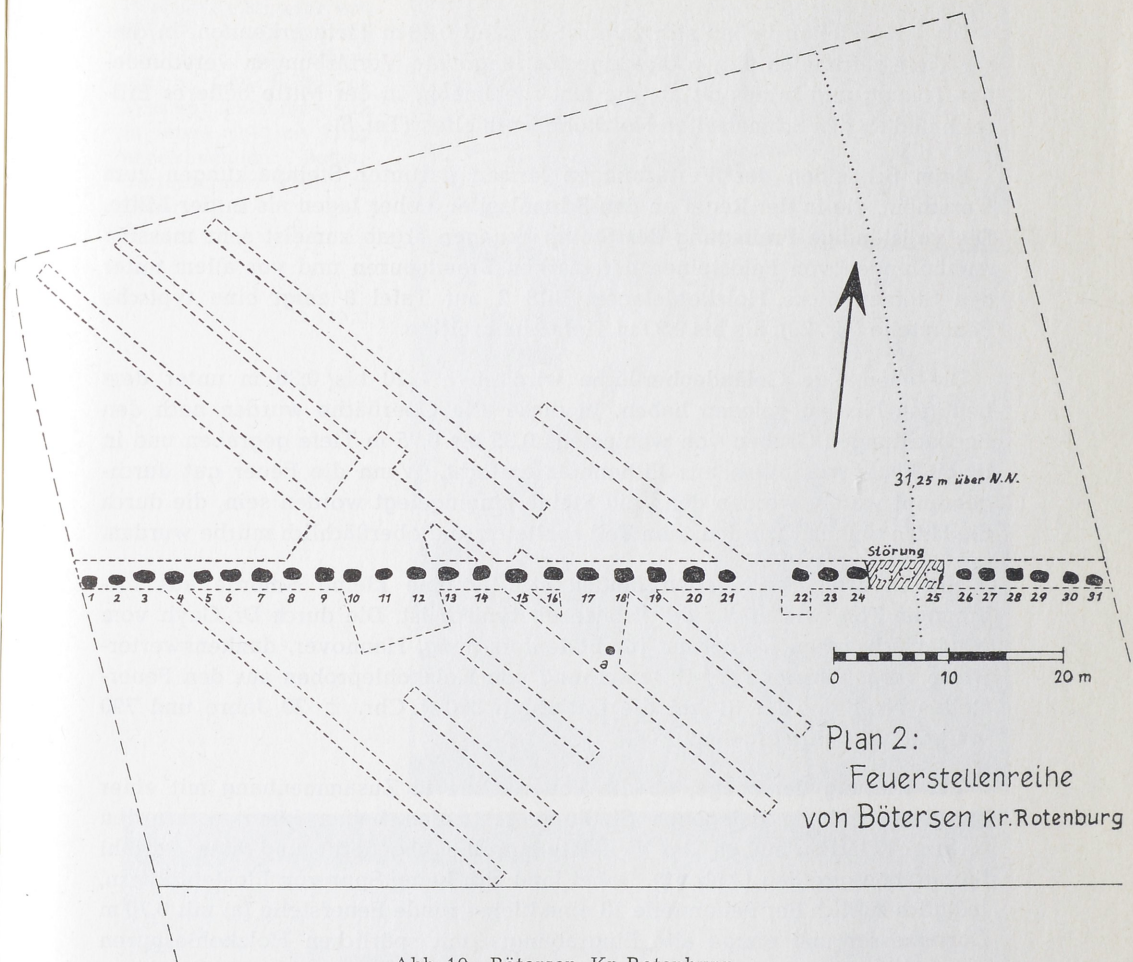 31,25 m über N.N.
Störung
1 2 3 4 5 6 7 8 9 10 11 12 13 14 15 16 17 18 19 20 21 22 23 24 25 26 27 28 29 30 31
a
0 10 20 m
Plan 2:
Feuerstellenreihe
von Bötersen Kr. Rotenburg
Abb. 10. Bötersen, Kr. Rotenburg